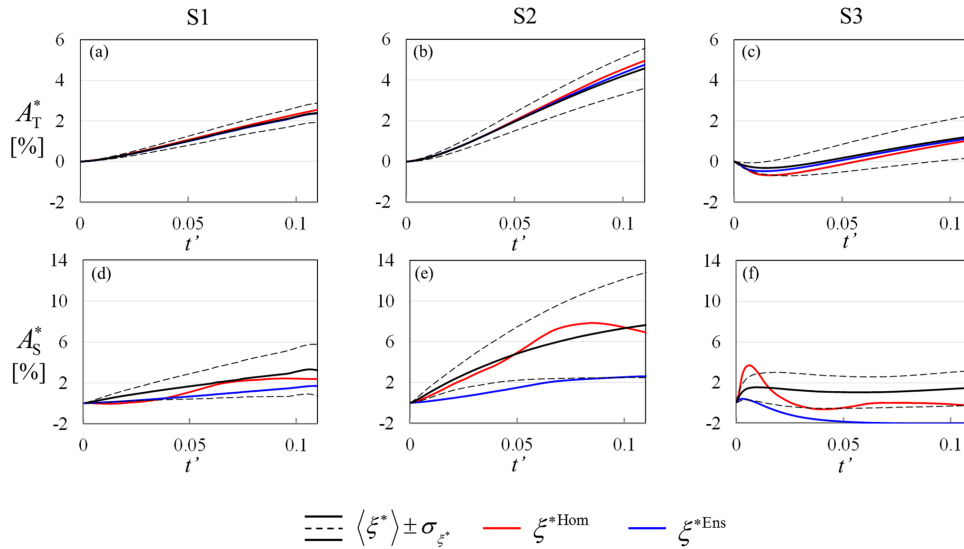 S1 S2 S3
(a) (b) (c)
6 6 6
4 4 4
A*T
[%]
2 2 2
0 0 0
-2 -2 -2
0 0.05 0.1 0 0.05 0.1 0 0.05 0.1
t' t' t'
(d) (e) (f)
14 14 14
10 10 10
A*S
[%]
6 6 6
2 2 2
-2 -2 -2
0 0.05 0.1 0 0.05 0.1 0 0.05 0.1
t' t' t'
⟨ξ*⟩ ± σξ* ξ*Hom ξ*Ens